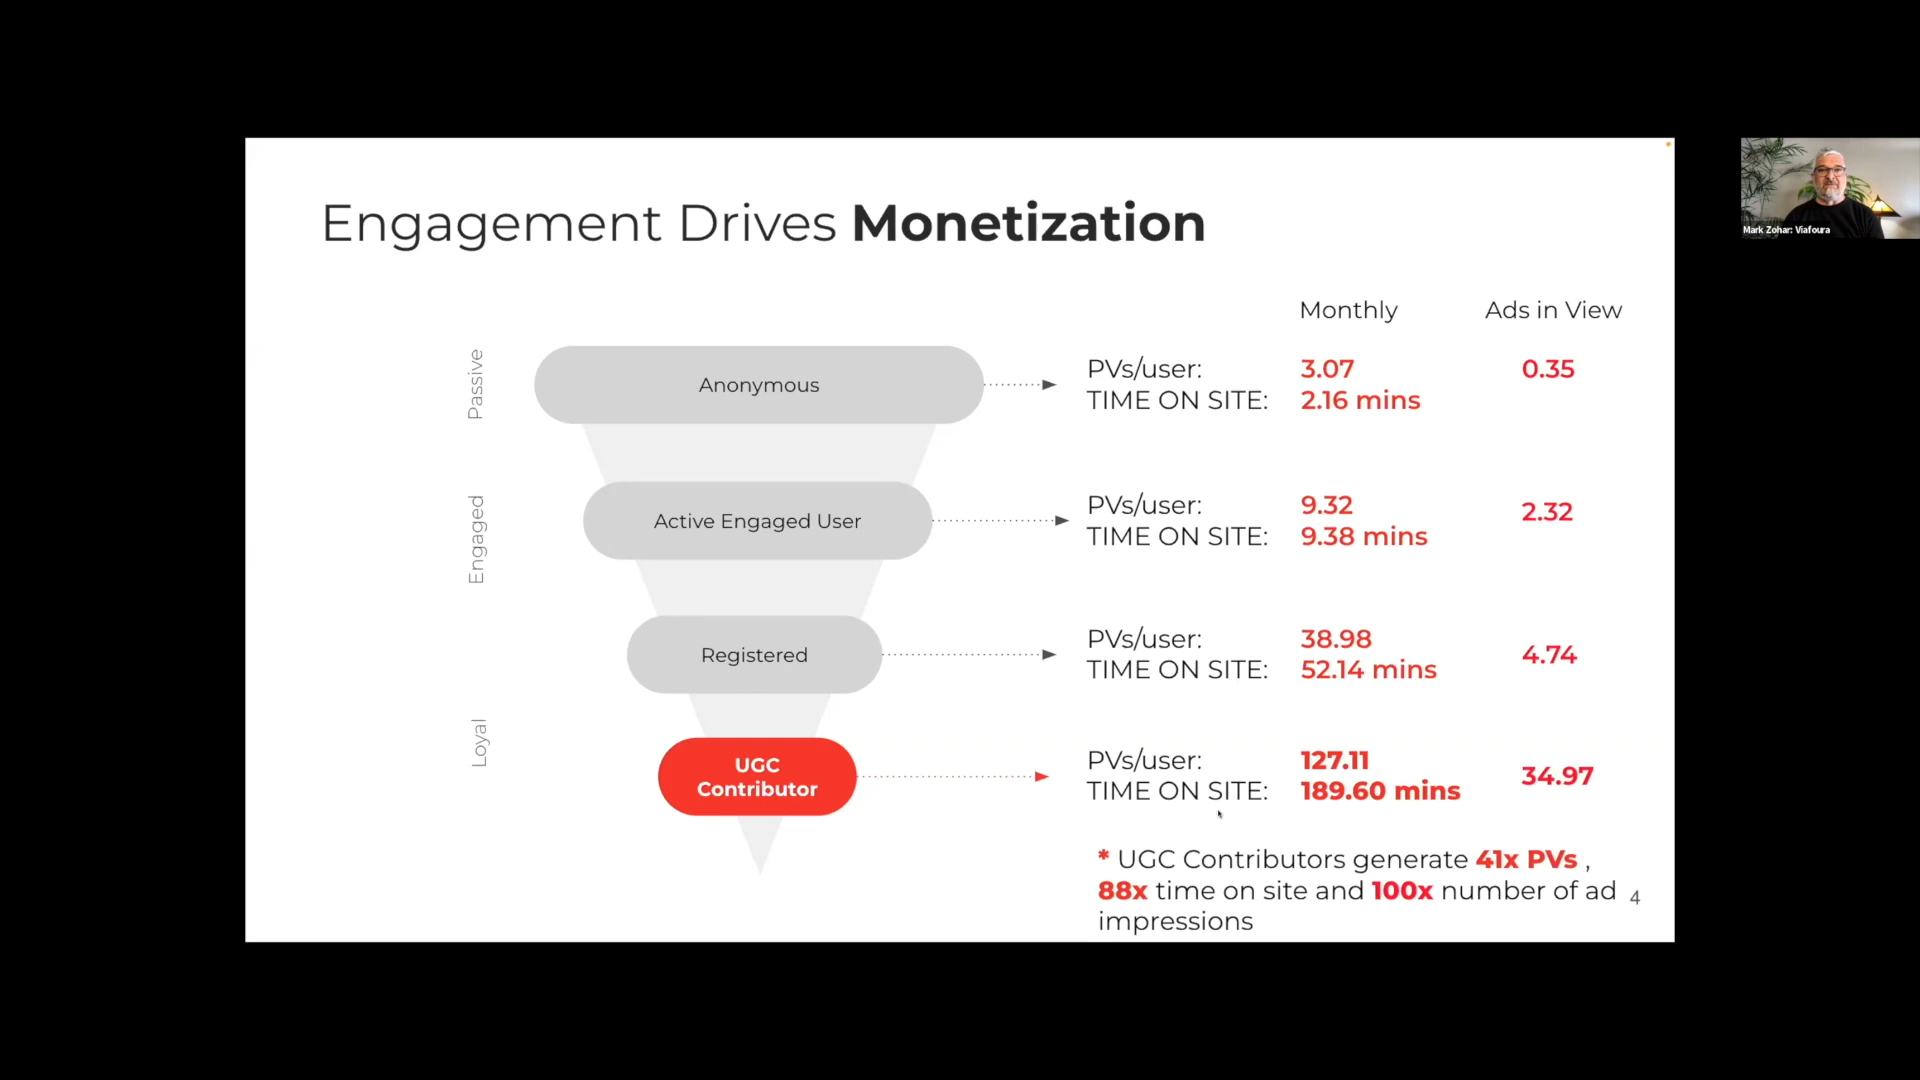 Engagement Drives Monetization
Monthly Ads in View
Passive
Anonymous
PVs/user: 3.07 0.35
TIME ON SITE: 2.16 mins
Engaged
Active Engaged User
PVs/user: 9.32 2.32
TIME ON SITE: 9.38 mins
Registered
PVs/user: 38.98 4.74
TIME ON SITE: 52.14 mins
Loyal
UGC
Contributor
PVs/user: 127.11 34.97
TIME ON SITE: 189.60 mins
* UGC Contributors generate 41x PVs ,
88x time on site and 100x number of ad
impressions
4
Mark Zohar: Viafoura